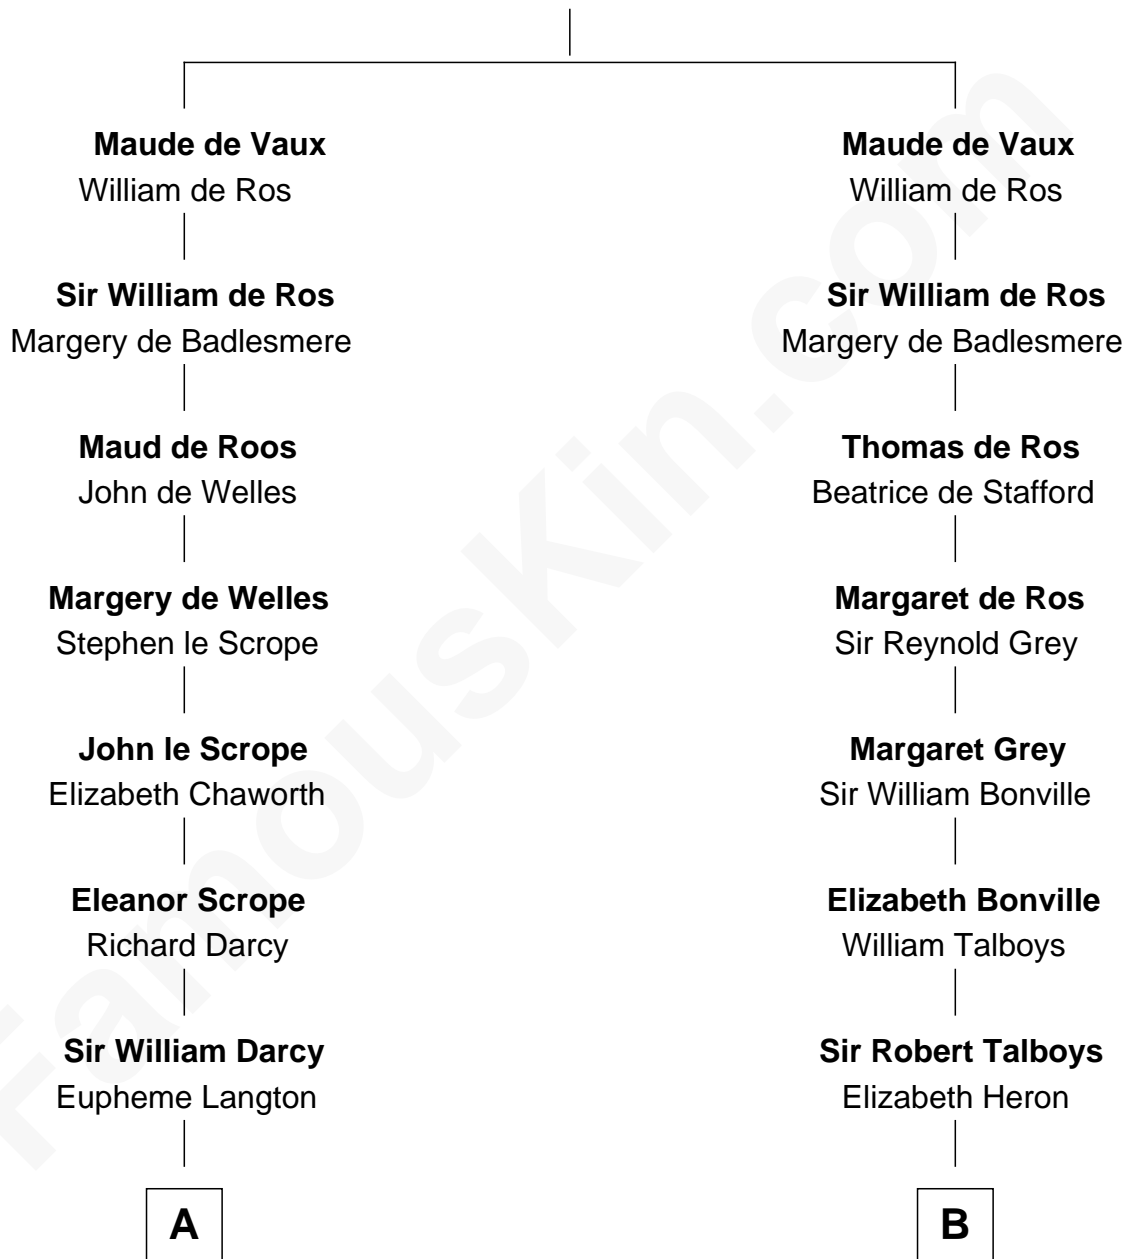 Maude de Vaux
William de Ros
Sir William de Ros
Margery de Badlesmere
Maud de Roos
John de Welles
Margery de Welles
Stephen le Scrope
John le Scrope
Elizabeth Chaworth
Eleanor Scrope
Richard Darcy
Sir William Darcy
Eupheme Langton
A
Maude de Vaux
William de Ros
Sir William de Ros
Margery de Badlesmere
Thomas de Ros
Beatrice de Stafford
Margaret de Ros
Sir Reynold Grey
Margaret Grey
Sir William Bonville
Elizabeth Bonville
William Talboys
Sir Robert Talboys
Elizabeth Heron
B
FamousKin.com